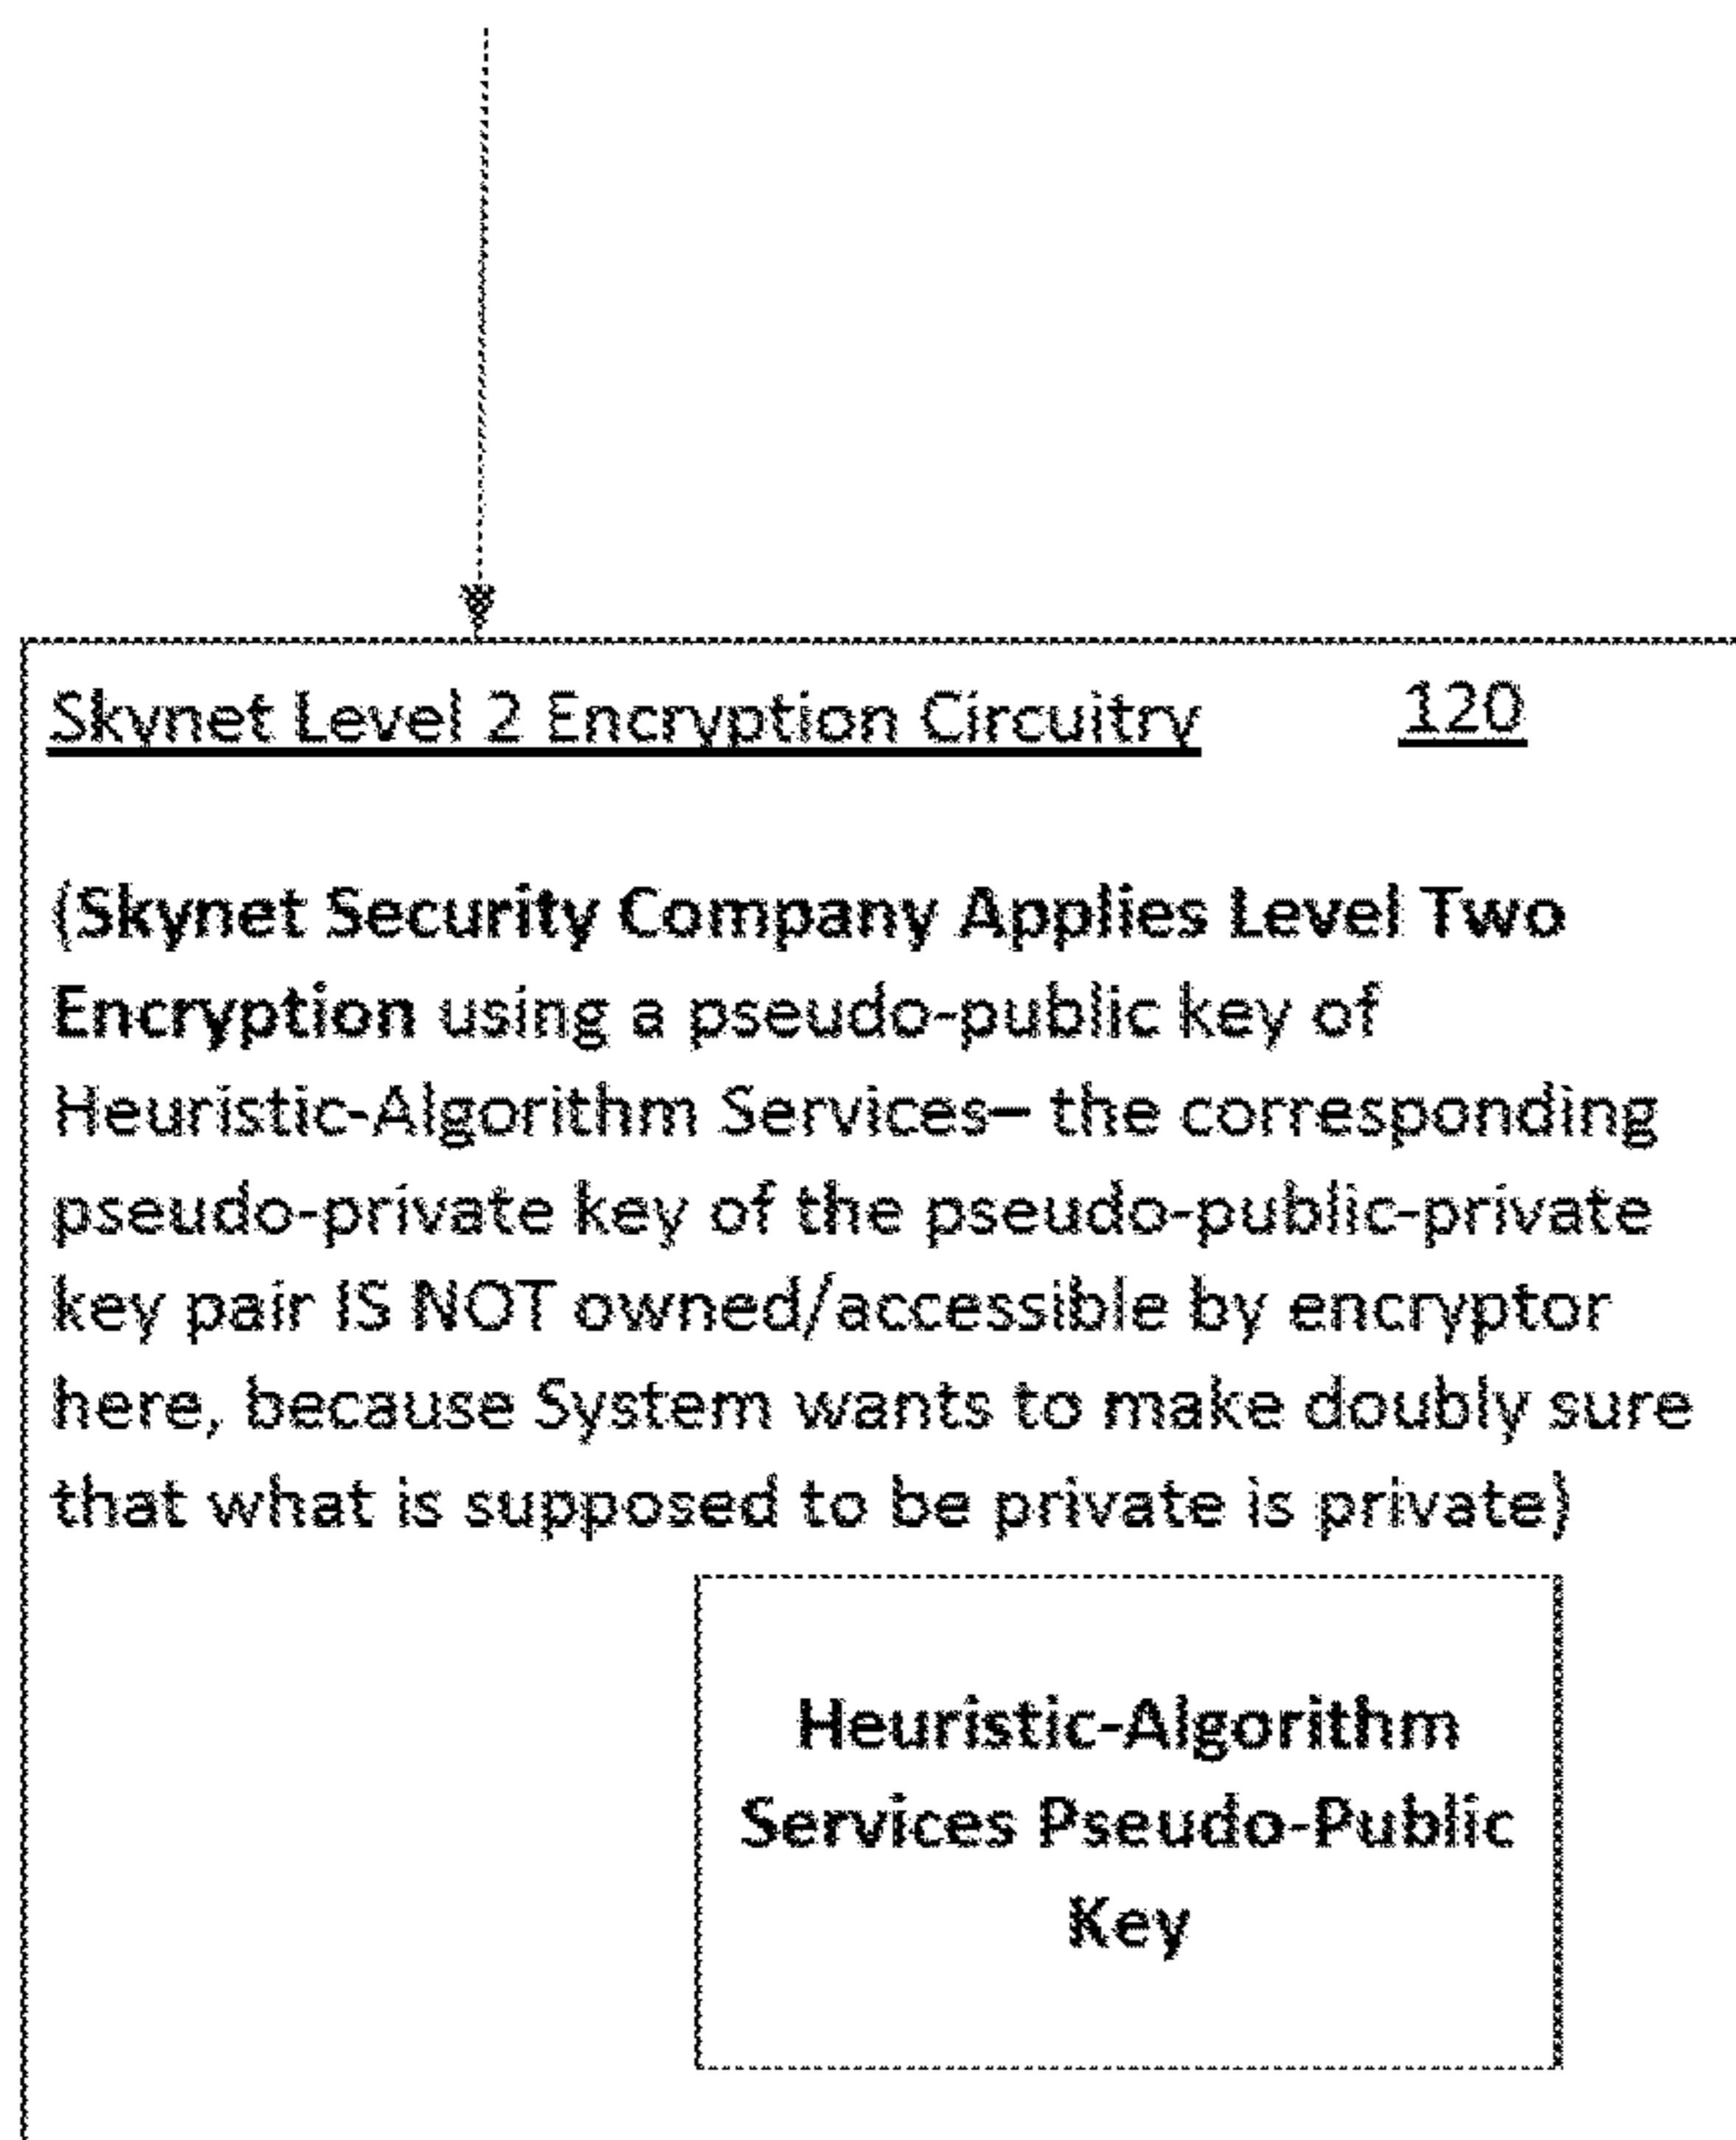 Skynet Level 2 Encryption Circuitry 120
(Skynet Security Company Applies Level Two
Encryption using a pseudo-public key of
Heuristic-Algorithm Services– the corresponding
pseudo-private key of the pseudo-public-private
key pair IS NOT owned/accessible by encryptor
here, because System wants to make doubly sure
that what is supposed to be private is private)
Heuristic-Algorithm
Services Pseudo-Public
Key